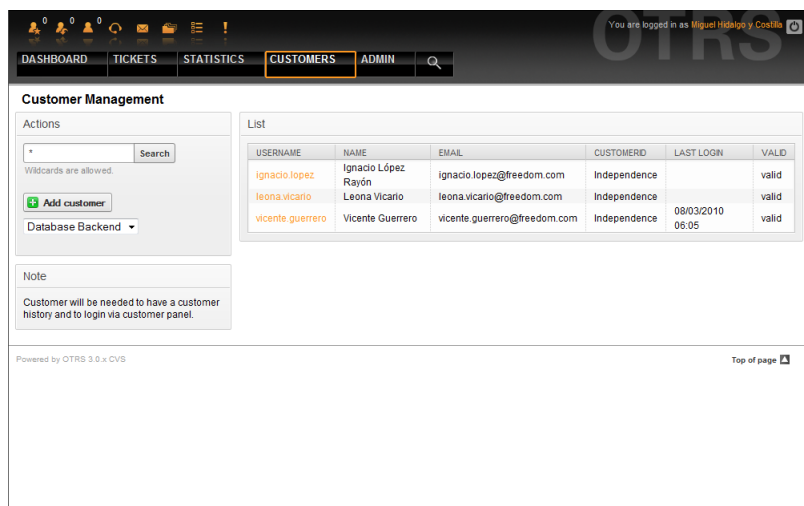 0 0 0
You are logged in as Miguel Hidalgo y Costilla
OTRS
DASHBOARD TICKETS STATISTICS CUSTOMERS ADMIN
Customer Management
Actions
* Search
Wildcards are allowed.
Add customer
Database Backend
Note
Customer will be needed to have a customer
history and to login via customer panel.
List
USERNAME NAME EMAIL CUSTOMERID LAST LOGIN VALID
ignacio.lopez Ignacio López Rayón ignacio.lopez@freedom.com Independence valid
leona.vicario Leona Vicario leona.vicario@freedom.com Independence valid
vicente.guerrero Vicente Guerrero vicente.guerrero@freedom.com Independence 08/03/2010 06:05 valid
Powered by OTRS 3.0.x CVS
Top of page